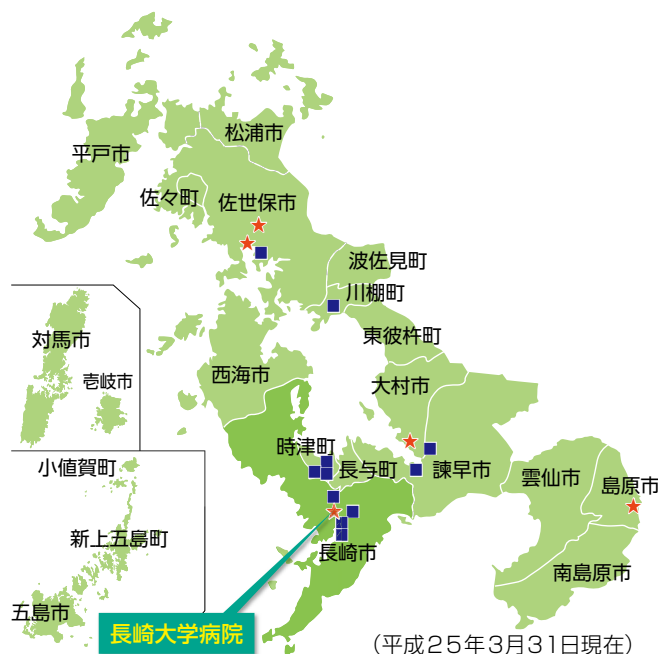 松浦市
平戸市
佐々町
佐世保市
波佐見町
川棚町
対馬市
東彼杵町
西海市
壱岐市
大村市
時津町
小値賀町
長与町
諫早市
雲仙市
島原市
新上五島町
長崎市
南島原市
五島市
長崎大学病院
（平成25年3月31日現在）